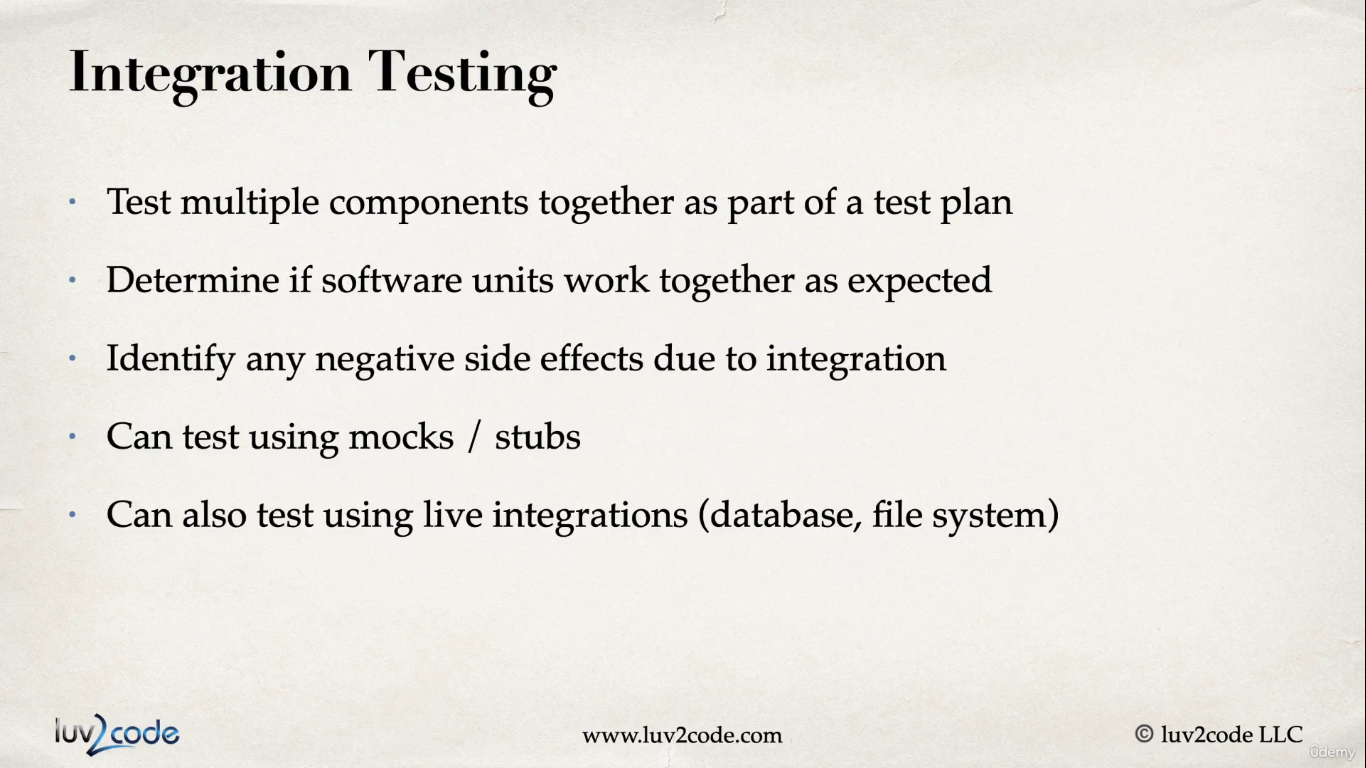 Integration Testing
• Test multiple components together as part of a test plan
• Determine if software units work together as expected
• Identify any negative side effects due to integration
• Can test using mocks / stubs
• Can also test using live integrations (database, file system)
luv2code
www.luv2code.com
© luv2code LLC
ûdemy